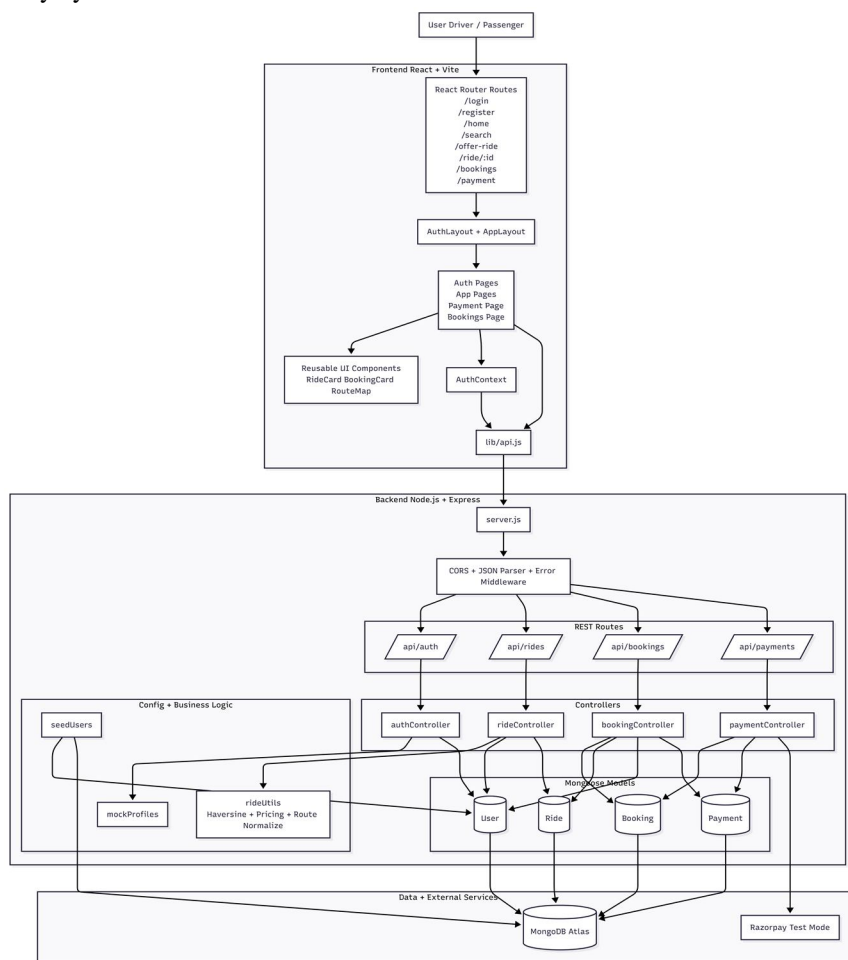 User Driver / Passenger
Frontend React + Vite
React Router Routes
/login
/register
/home
/search
/offer-ride
/ride/:id
/bookings
/payment
AuthLayout + AppLayout
Auth Pages
App Pages
Payment Page
Bookings Page
Reusable UI Components
RideCard BookingCard
RouteMap
AuthContext
lib/api.js
Backend Node.js + Express
server.js
CORS + JSON Parser + Error
Middleware
REST Routes
api/auth
api/rides
api/bookings
api/payments
Config + Business Logic
Controllers
seedUsers
authController
rideController
bookingController
paymentController
mockProfiles
rideUtils
Haversine + Pricing + Route
Normalize
Mongoose Models
User
Ride
Booking
Payment
Data + External Services
MongoDB Atlas
Razorpay Test Mode